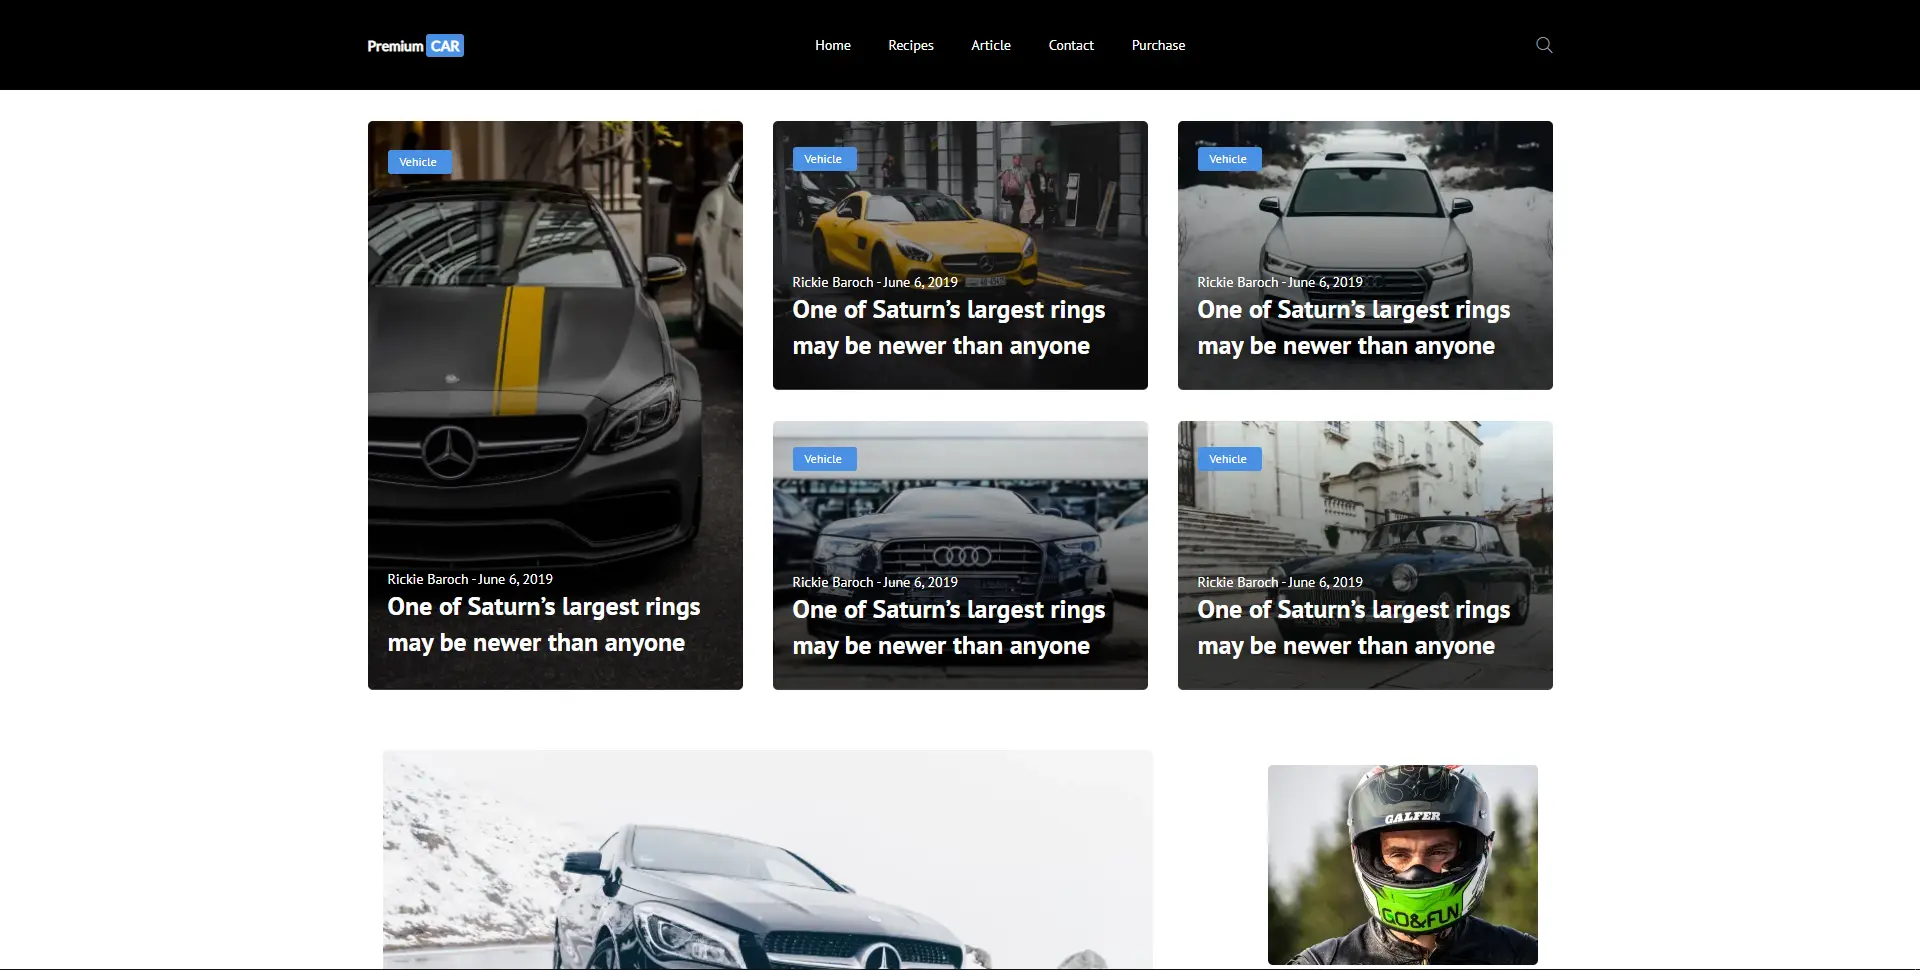 Premium CAR
Home
Recipes
Article
Contact
Purchase
Vehicle
Rickie Baroch - June 6, 2019
One of Saturn’s largest rings
may be newer than anyone
Vehicle
Rickie Baroch - June 6, 2019
One of Saturn’s largest rings
may be newer than anyone
Vehicle
Rickie Baroch - June 6, 2019
One of Saturn’s largest rings
may be newer than anyone
Vehicle
Rickie Baroch - June 6, 2019
One of Saturn’s largest rings
may be newer than anyone
Vehicle
Rickie Baroch - June 6, 2019
One of Saturn’s largest rings
may be newer than anyone
GALFER
GO&FUN